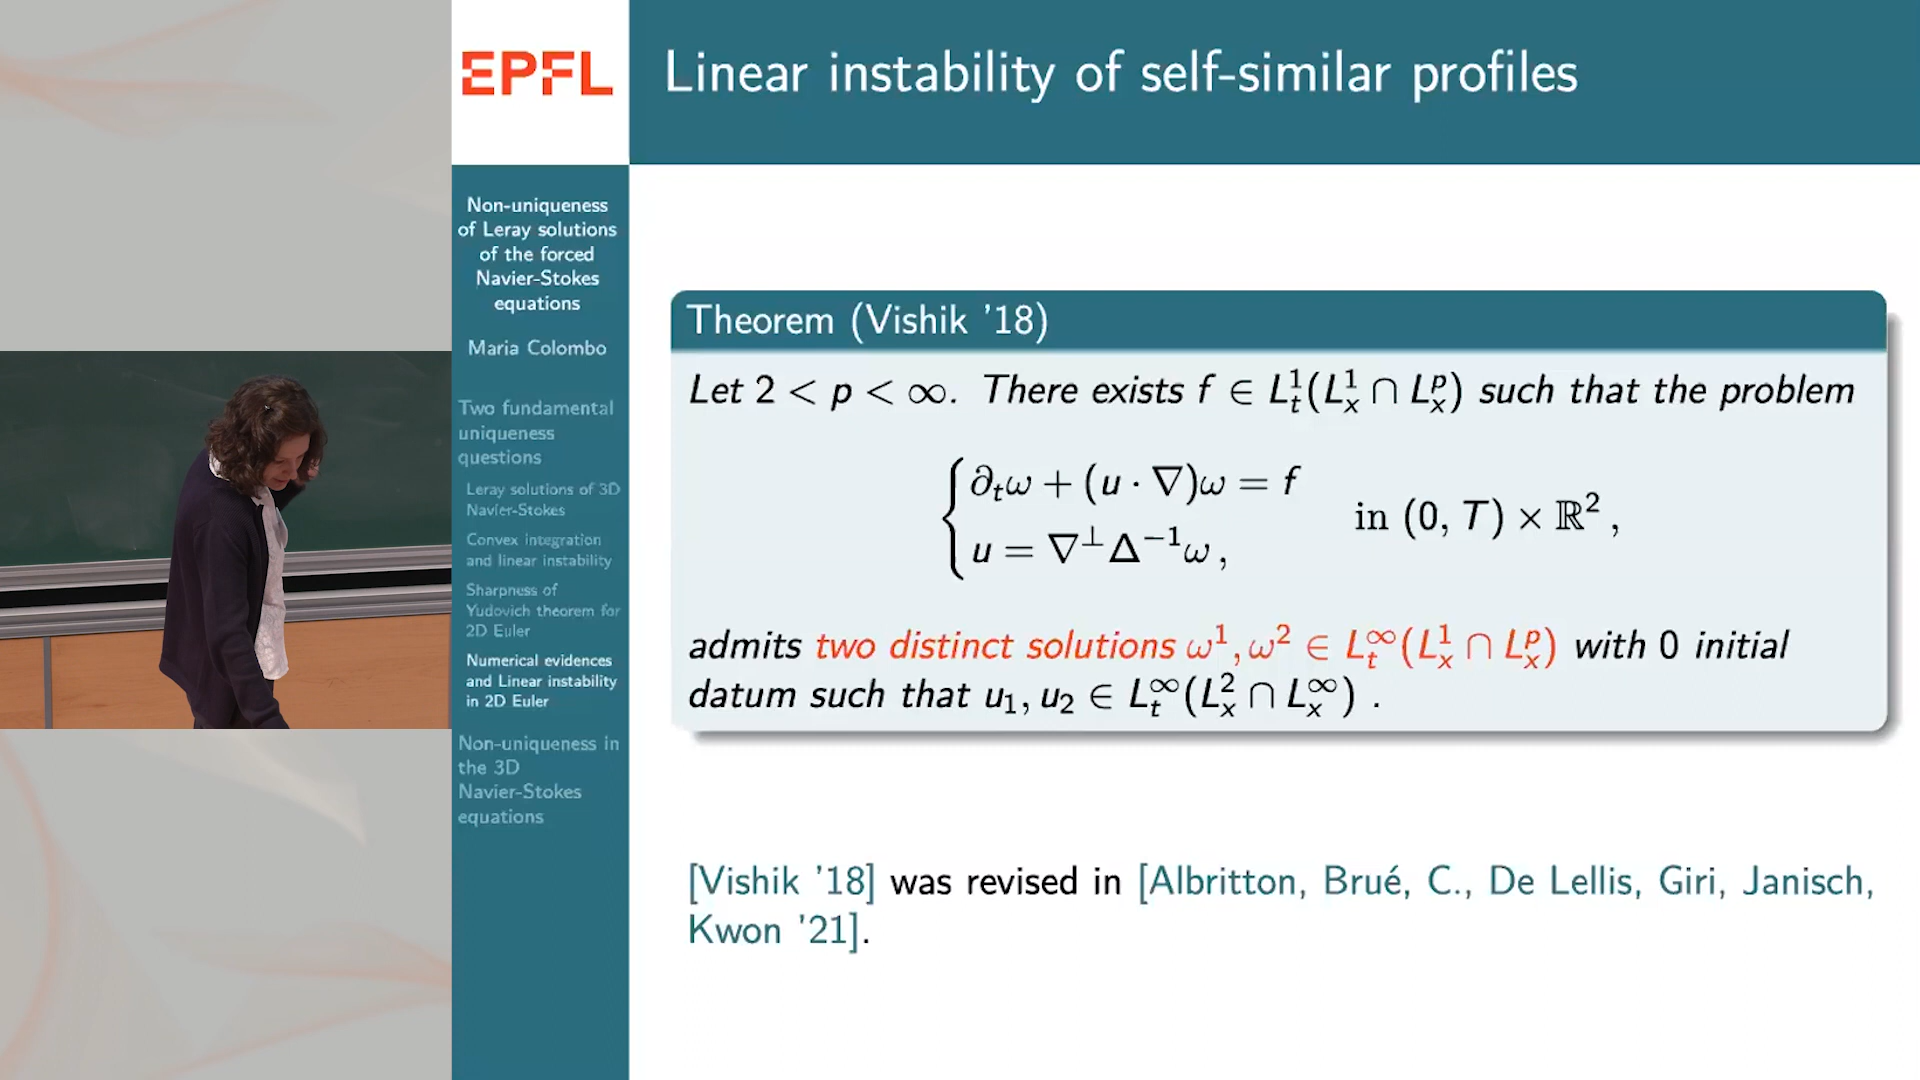 EPFL
Linear instability of self-similar profiles
Non-uniqueness
of Leray solutions
of the forced
Navier-Stokes
equations
Maria Colombo
Two fundamental
uniqueness
questions
Leray solutions of 3D
Navier-Stokes
Convex integration
and linear instability
Sharpness of
Yudovich theorem for
2D Euler
Numerical evidences
and Linear instability
in 2D Euler
Non-uniqueness in
the 3D
Navier-Stokes
equations
Theorem (Vishik '18)
Let 2 < p < ∞. There exists f ∈ L¹ₜ(L¹ₓ ∩ Lᵖₓ) such that the problem
∂ₜω + (u · ∇)ω = f
u = ∇⊥Δ⁻¹ω ,
in (0, T) × ℝ² ,
admits two distinct solutions ω¹, ω² ∈ L∞ₜ(L¹ₓ ∩ Lᵖₓ) with 0 initial
datum such that u₁, u₂ ∈ L∞ₜ(L²ₓ ∩ L∞ₓ) .
[Vishik '18] was revised in [Albritton, Brué, C., De Lellis, Giri, Janisch,
Kwon '21].